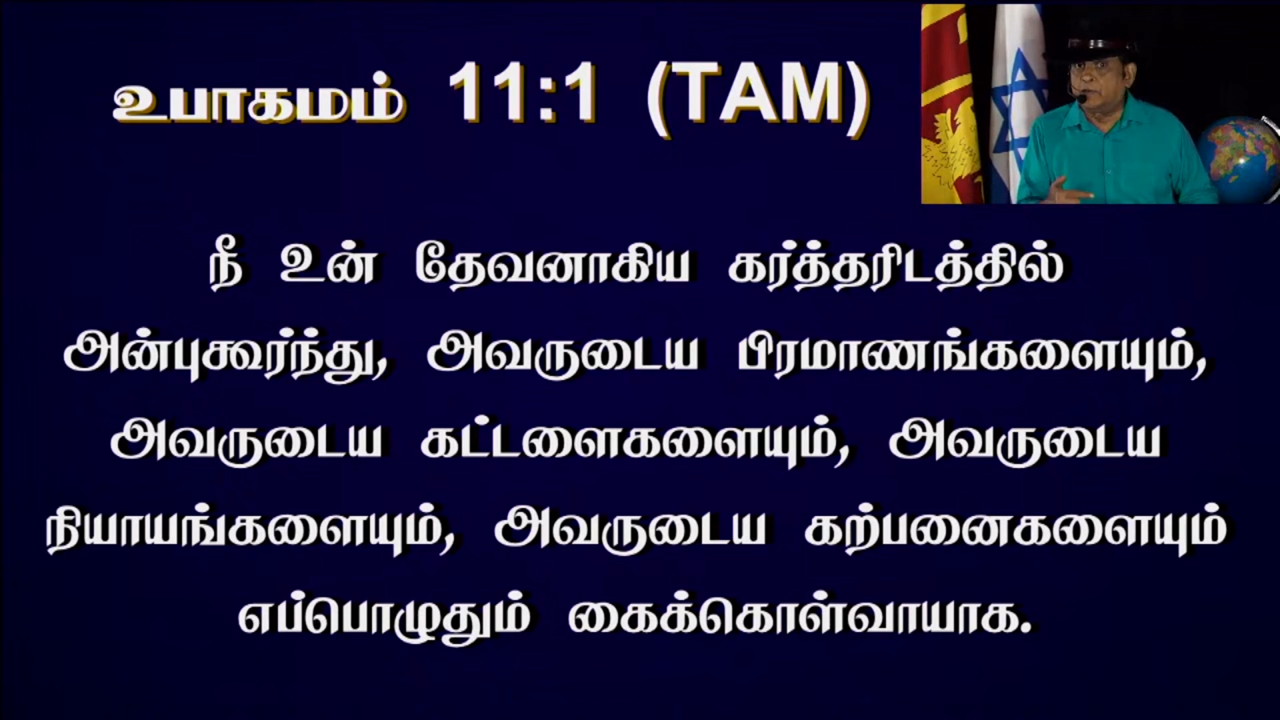 உபாகமம் 11:1 (TAM)
நீ உன் தேவனாகிய கர்த்தரிடத்தில்
அன்புகூர்ந்து, அவருடைய பிரமாணங்களையும்,
அவருடைய கட்டளைகளையும், அவருடைய
நியாயங்களையும், அவருடைய கற்பனைகளையும்
எப்பொழுதும் கைக்கொள்வாயாக.